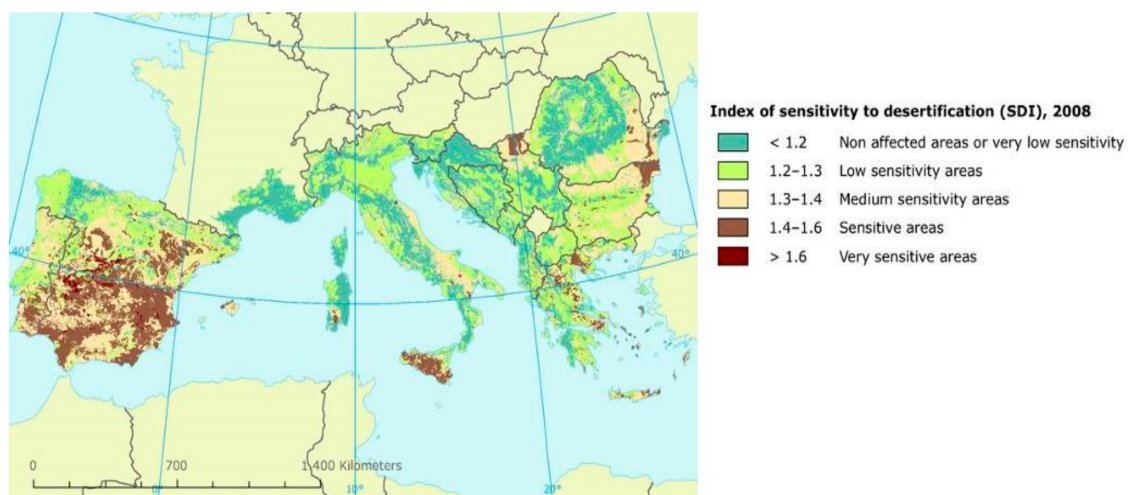 Index of sensitivity to desertification (SDI), 2008
< 1.2 Non affected areas or very low sensitivity
1.2–1.3 Low sensitivity areas
1.3–1.4 Medium sensitivity areas
1.4–1.6 Sensitive areas
> 1.6 Very sensitive areas
40°
40°
0 700 1,400 Kilometers
0°
10°
20°